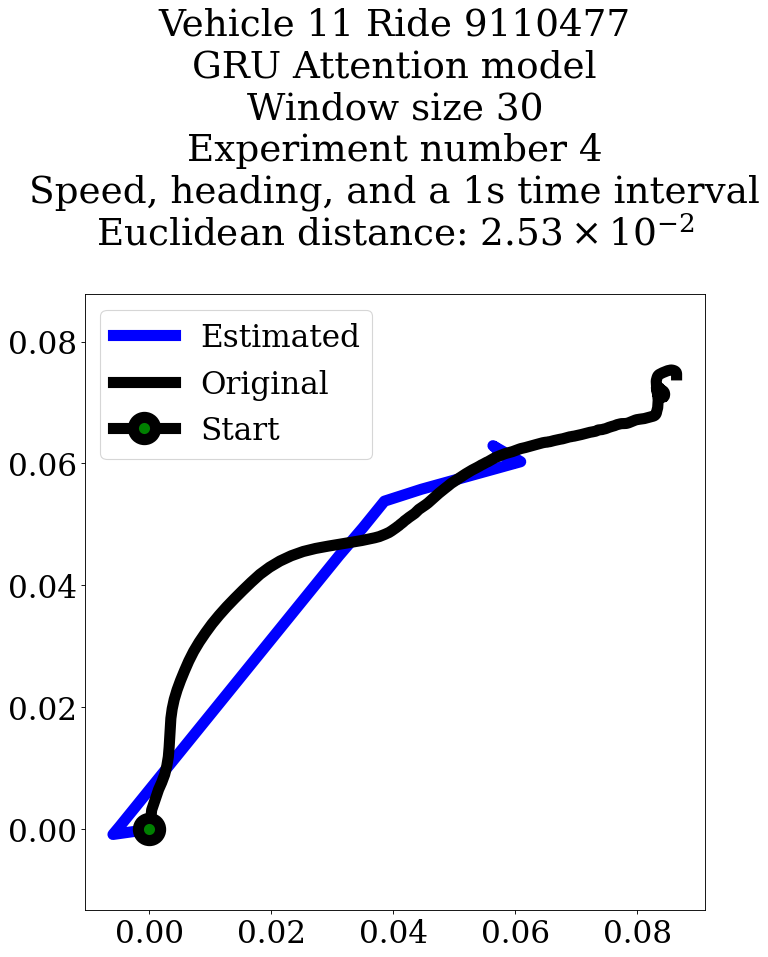 Vehicle 11 Ride 9110477
GRU Attention model
Window size 30
Experiment number 4
Speed, heading, and a 1s time interval
Euclidean distance: 2.53 × 10⁻²
Estimated
Original
Start
0.08
0.06
0.04
0.02
0.00
0.00 0.02 0.04 0.06 0.08